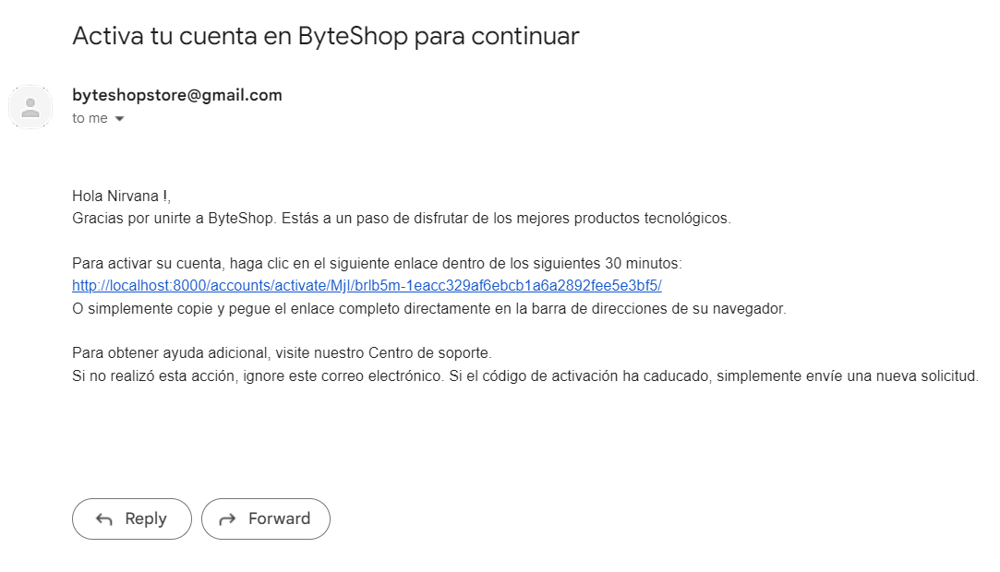 Activa tu cuenta en ByteShop para continuar
byteshopstore@gmail.com
to me
Hola Nirvana !,
Gracias por unirte a ByteShop. Estás a un paso de disfrutar de los mejores productos tecnológicos.
Para activar su cuenta, haga clic en el siguiente enlace dentro de los siguientes 30 minutos:
http://localhost:8000/accounts/activate/MjI/brlb5m-1eacc329af6ebcb1a6a2892fee5e3bf5/
O simplemente copie y pegue el enlace completo directamente en la barra de direcciones de su navegador.
Para obtener ayuda adicional, visite nuestro Centro de soporte.
Si no realizó esta acción, ignore este correo electrónico. Si el código de activación ha caducado, simplemente envíe una nueva solicitud.
Reply
Forward